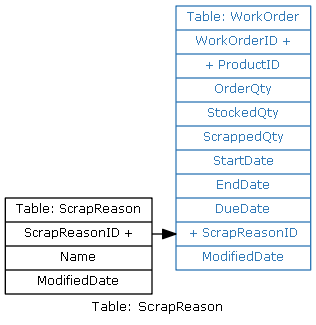 Table: WorkOrder
WorkOrderID +
+ ProductID
OrderQty
StockedQty
ScrappedQty
StartDate
EndDate
DueDate
+ ScrapReasonID
ModifiedDate
Table: ScrapReason
ScrapReasonID +
Name
ModifiedDate
Table: ScrapReason